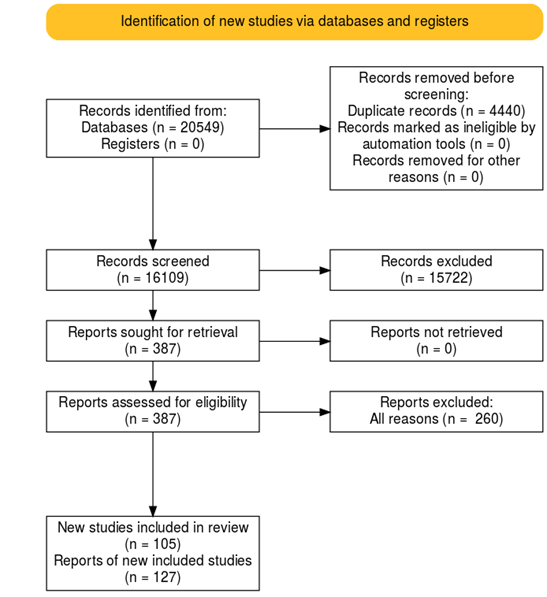 Identification of new studies via databases and registers
Records identified from:
Databases (n = 20549)
Registers (n = 0)
Records removed before
screening:
Duplicate records (n = 4440)
Records marked as ineligible by
automation tools (n = 0)
Records removed for other
reasons (n = 0)
Records screened
(n = 16109)
Records excluded
(n = 15722)
Reports sought for retrieval
(n = 387)
Reports not retrieved
(n = 0)
Reports assessed for eligibility
(n = 387)
Reports excluded:
All reasons (n =  260)
New studies included in review
(n = 105)
Reports of new included studies
(n = 127)